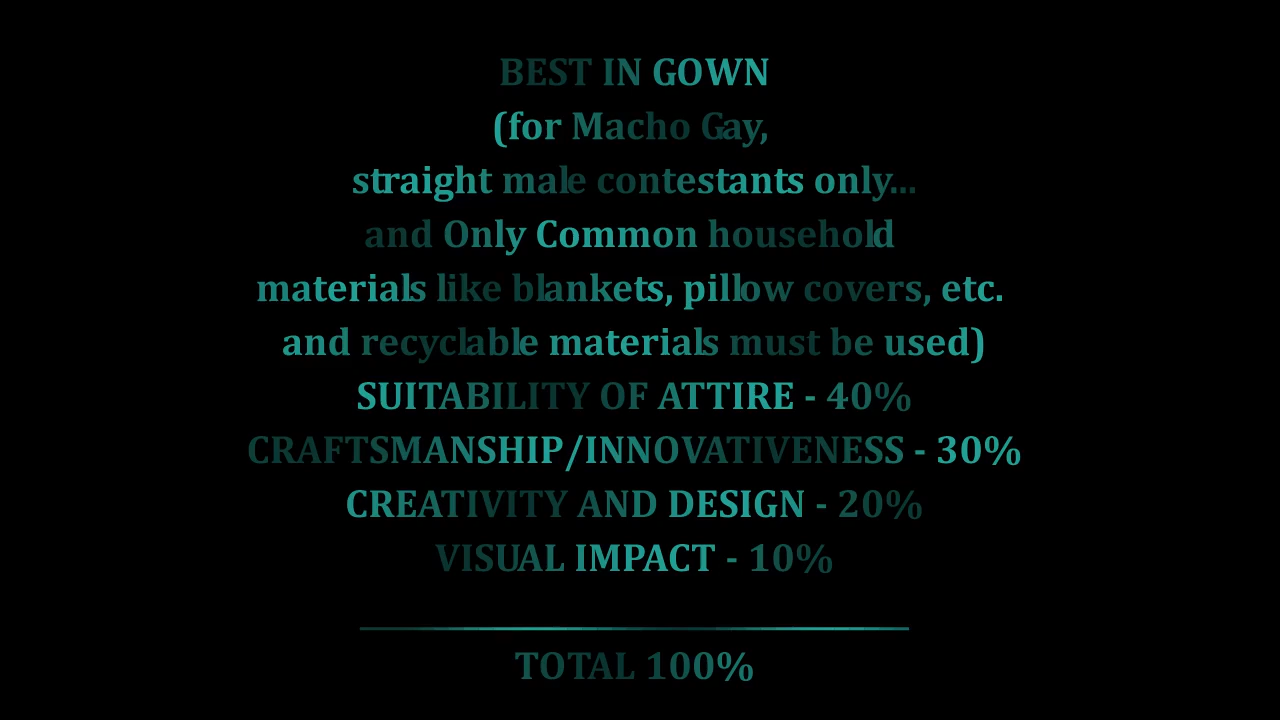 BEST IN GOWN
(for Macho Gay,
straight male contestants only...
and Only Common household
materials like blankets, pillow covers, etc.
and recyclable materials must be used)
SUITABILITY OF ATTIRE - 40%
CRAFTSMANSHIP/INNOVATIVENESS - 30%
CREATIVITY AND DESIGN - 20%
VISUAL IMPACT - 10%
TOTAL 100%